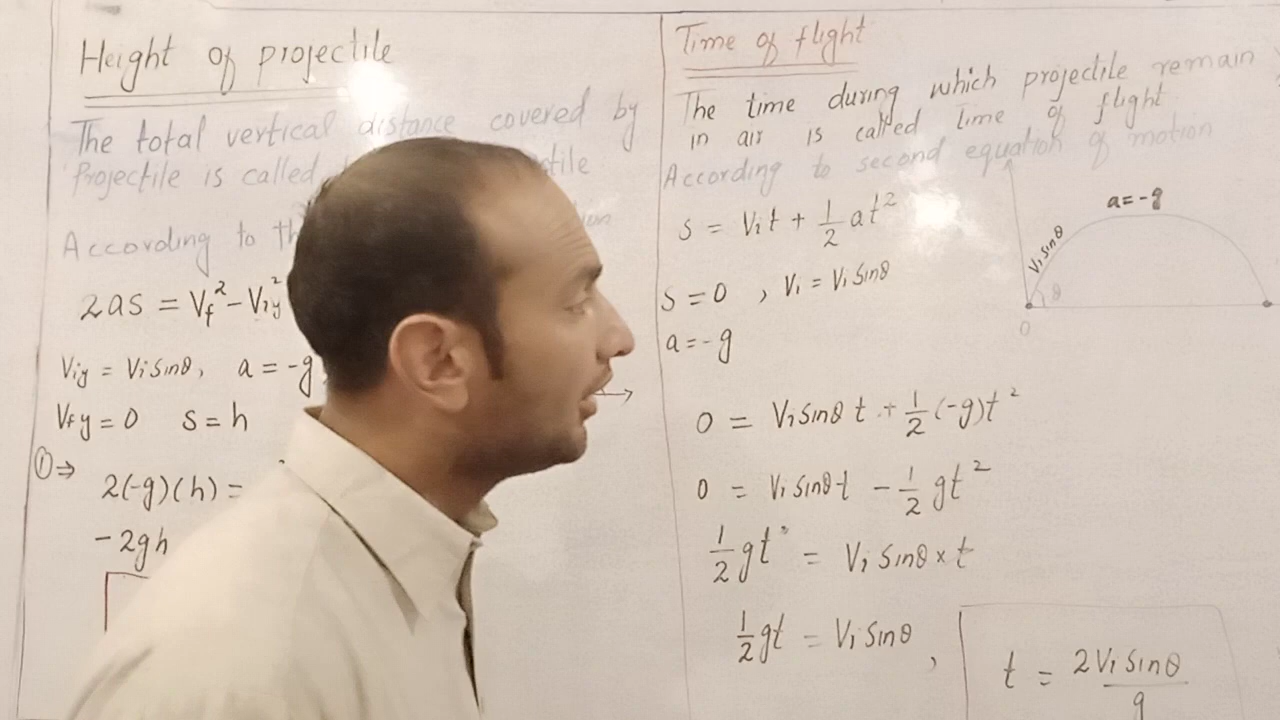 Height of projectile
The total vertical distance covered by
Projectile is called
According to
2as = Vf² - Viy²
Viy = Vi sinθ, a = -g
Vfy = 0 s = h
① ⇒
2(-g)(h) =
-2gh
Time of flight
The time during which projectile remain
in air is called time of flight
According to second equation of motion
S = Vit + 1/2 at²
S = 0 , Vi = Vi sinθ
a = -g
0 = Vi sinθ t + 1/2 (-g)t²
0 = Vi sinθ t - 1/2 gt²
1/2 gt² = Vi sinθ × t
1/2 gt = Vi sinθ ,
t = 2Vi sinθ / g
a = -g
Vi sinθ
θ
0